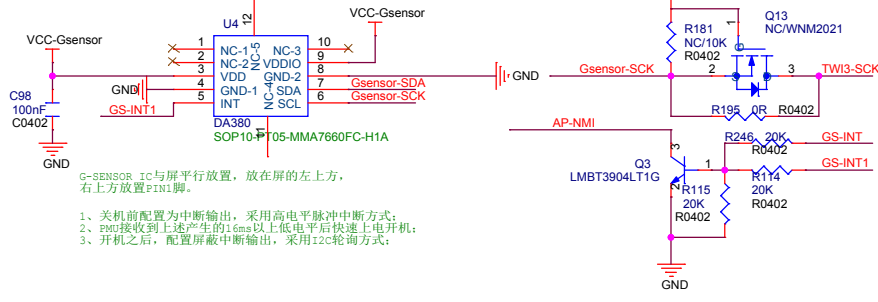 U4
12
VCC-Gsensor
VCC-Gsensor
1
NC-1
NC-5
NC-3
10
2
NC-2
VDDIO
9
3
VDD
GND-2
8
4
GND
GND-1
NC-4
SDA
7
Gsensor-SDA
5
INT
SCL
6
Gsensor-SCK
GS-INT1
C98
100nF
C0402
GND
DA380
11
SOP10-PT05-MMA7660FC-H1A
GND
R181
NC/10K
R0402
1
Q13
NC/WNM2021
Gsensor-SCK
2
3
TWI3-SCK
R195
0R
R0402
AP-NMI
R246
20K
R0402
GS-INT
3
Q3
LMBT3904LT1G
1
2
GS-INT1
R114
20K
R0402
R115
20K
R0402
GND
G-SENSOR IC与屏平行放置，放在屏的左上方，
右上方放置PIN1脚。
1、关机前配置为中断输出，采用高电平脉冲中断方式；
2、PMU接收到上述产生的16ms以上低电平后快速上电开机；
3、开机之后，配置屏蔽中断输出，采用I2C轮询方式；